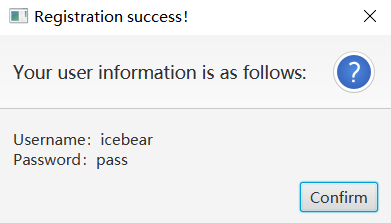 Registration success!
Your user information is as follows:
?
Username：icebear
Password：pass
Confirm